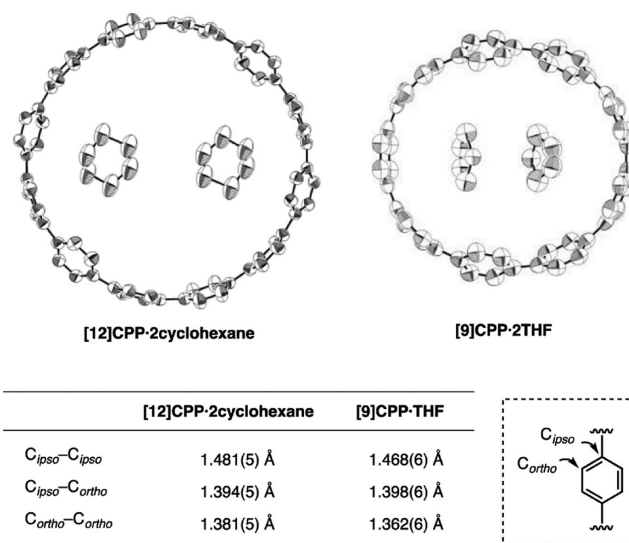 [12]CPP·2cyclohexane
[9]CPP·2THF
[12]CPP·2cyclohexane [9]CPP·THF
Cipso–Cipso 1.481(5) Å 1.468(6) Å
Cipso–Cortho 1.394(5) Å 1.398(6) Å
Cortho–Cortho 1.381(5) Å 1.362(6) Å
Cipso
Cortho